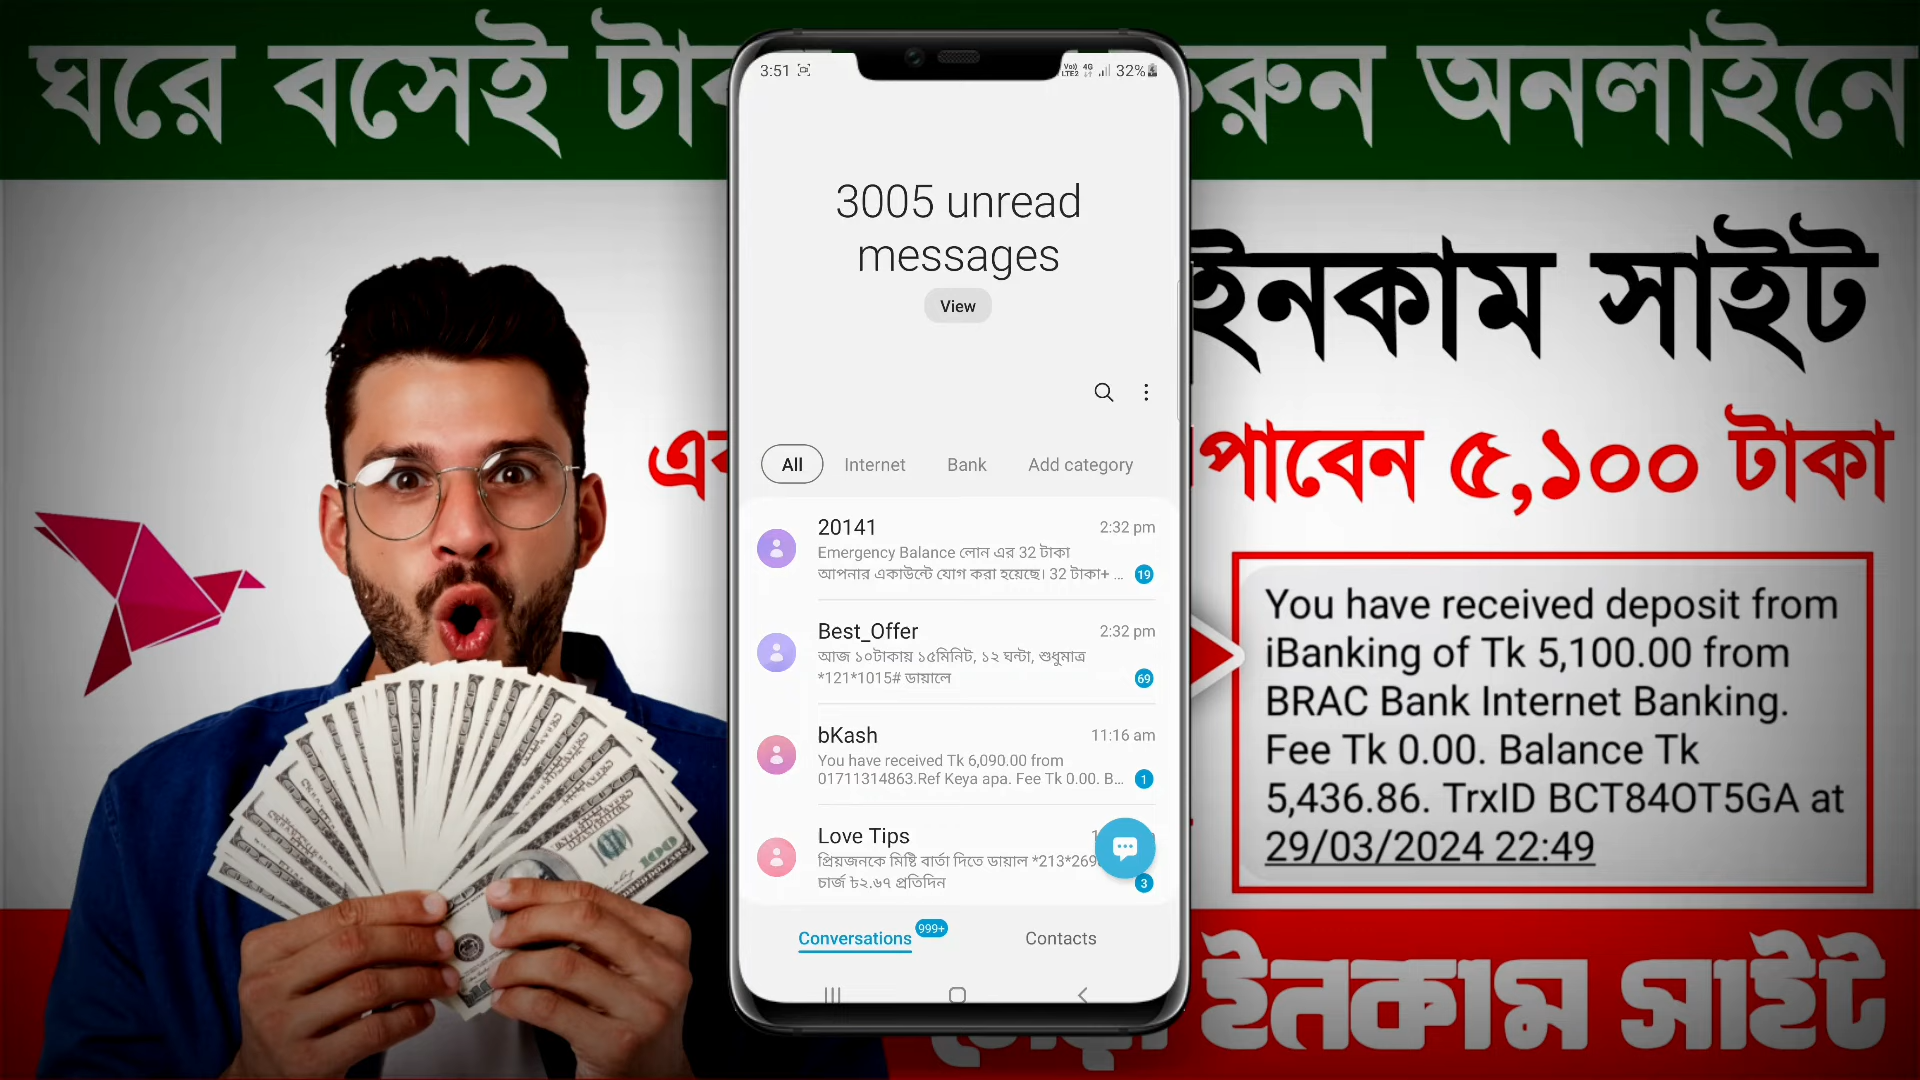 ঘরে বসেই
অনলাইনে
3:51
32%
3005 unread
messages
View
ইনকাম সাইট
All
Internet
Bank
Add category
পাবেন ৫,১০০ টাকা
20141
2:32 pm
Emergency Balance লোন এর 32 টাকা
আপনার একাউন্টে যোগ করা হয়েছে। 32 টাকা+ ...
19
Best_Offer
2:32 pm
আজ ১০টাকায় ১৫মিনিট, ১২ ঘন্টা, শুধুমাত্র
*121*1015# ডায়ালে
69
bKash
11:16 am
You have received Tk 6,090.00 from
01711314863.Ref Keya apa. Fee Tk 0.00. B...
1
Love Tips
প্রিয়জনকে মিষ্টি বার্তা দিতে ডায়াল
চার্জ ৳২.৬৭ প্রতিদিন
3
Conversations
999+
Contacts
You have received deposit from
iBanking of Tk 5,100.00 from
BRAC Bank Internet Banking.
Fee Tk 0.00. Balance Tk
5,436.86. TrxID BCT84OT5GA at
29/03/2024 22:49
ইনকাম সাইট